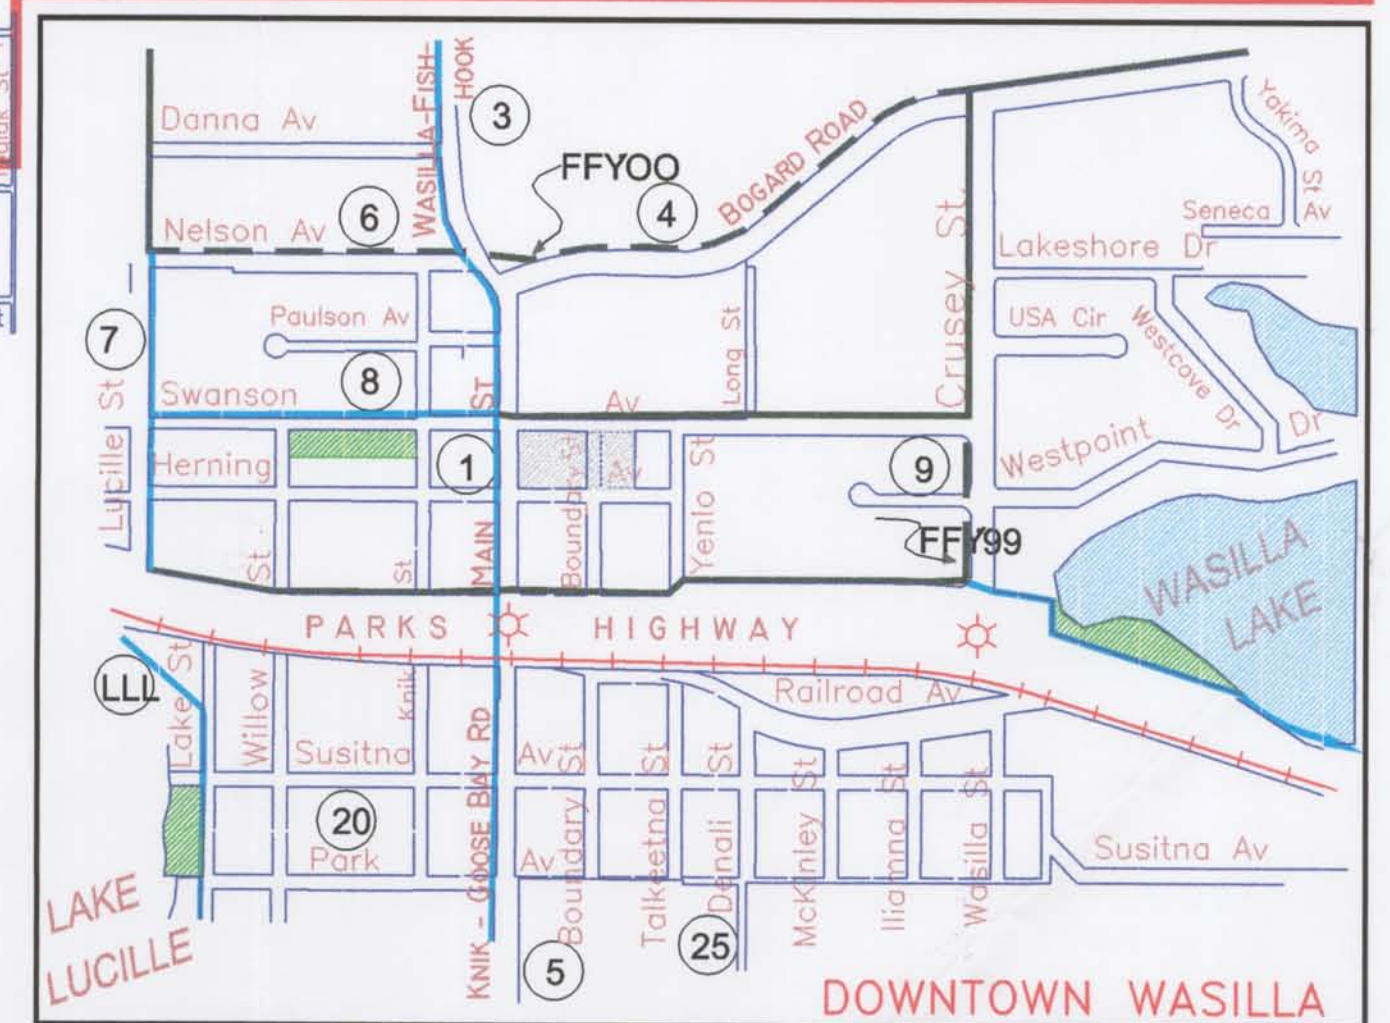 WASILLA-FISH-
HOOK
3
Danna Av
FFYOO
6
4
BOGARD ROAD
Yakima St
Nelson Av
Seneca Av
Lakeshore Dr
Crusey St.
7
Paulson Av
Long St
USA Cir
Westcove Dr
8
Swanson
Av
MAIN ST
Lucille St
Herning
1
Boundary St
Av
Yenlo St
9
Westpoint Dr
St
St
FFY99
WASILLA
LAKE
PARKS HIGHWAY
LLL
Lake St
Willow
Knik
Railroad Av
Susitna
Av
KNIK - GOOSE BAY RD
Boundary St
Talkeetna St
Denali St
McKinley St
Iliamna St
Wasilla St
20
Park
Av
Susitna Av
LAKE
LUCILLE
5
25
DOWNTOWN WASILLA